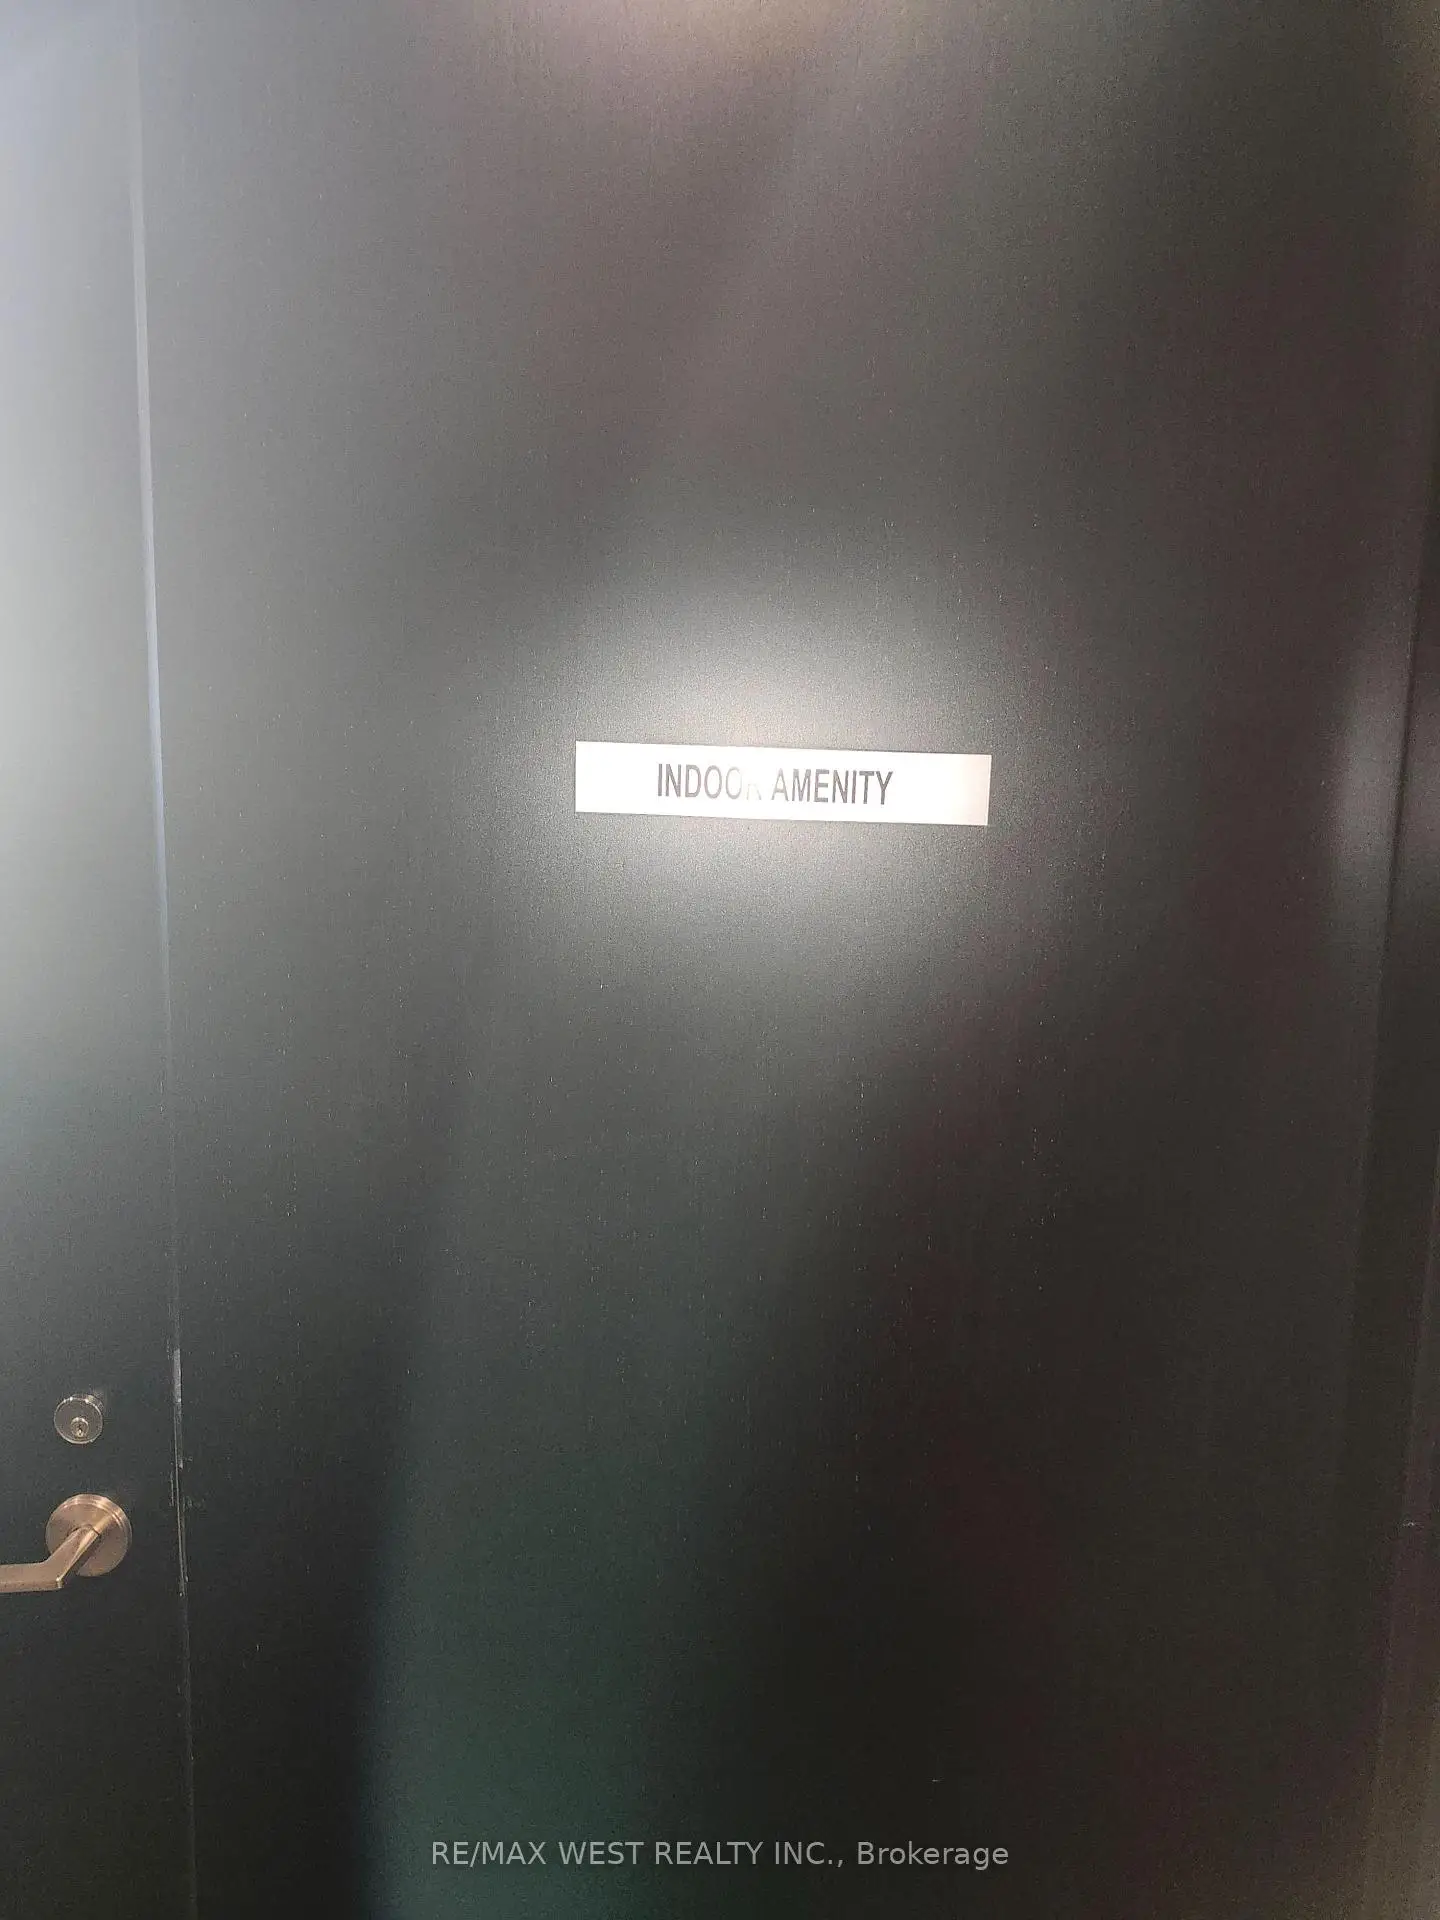 INDOOR AMENITY
RE/MAX WEST REALTY INC., Brokerage